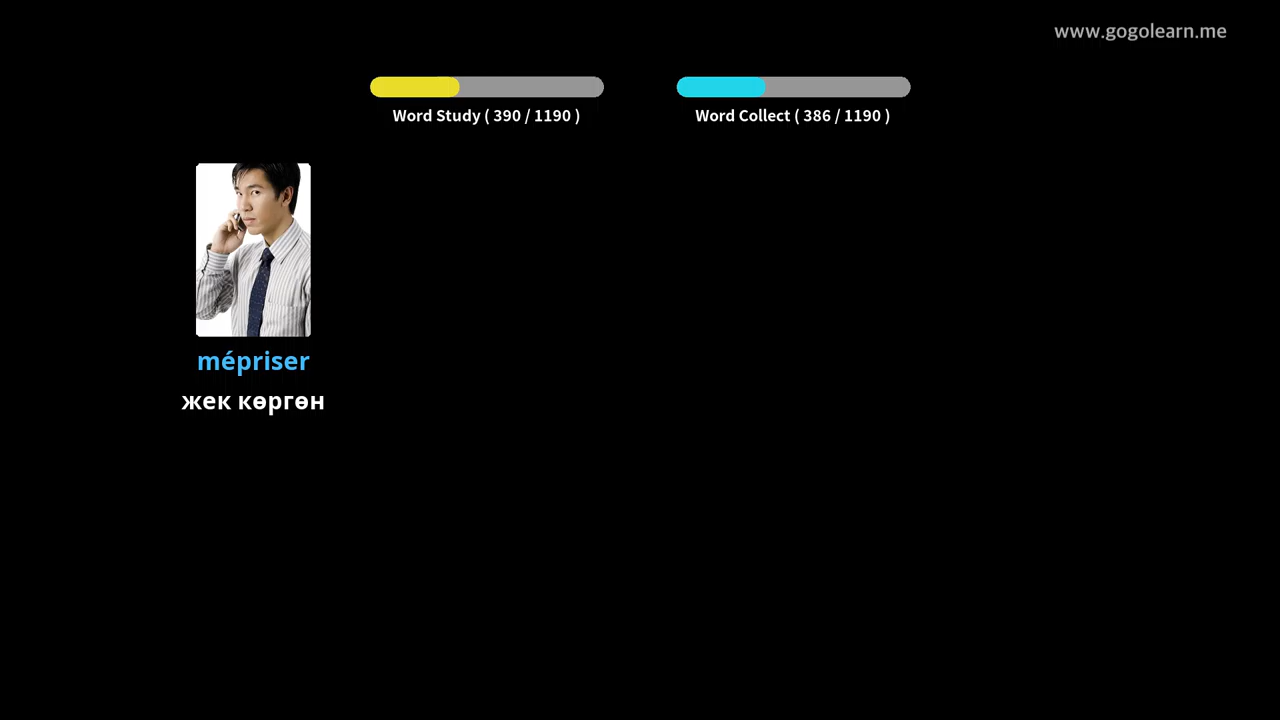 www.gogolearn.me
Word Study ( 390 / 1190 )
Word Collect ( 386 / 1190 )
mépriser
жек көргөн